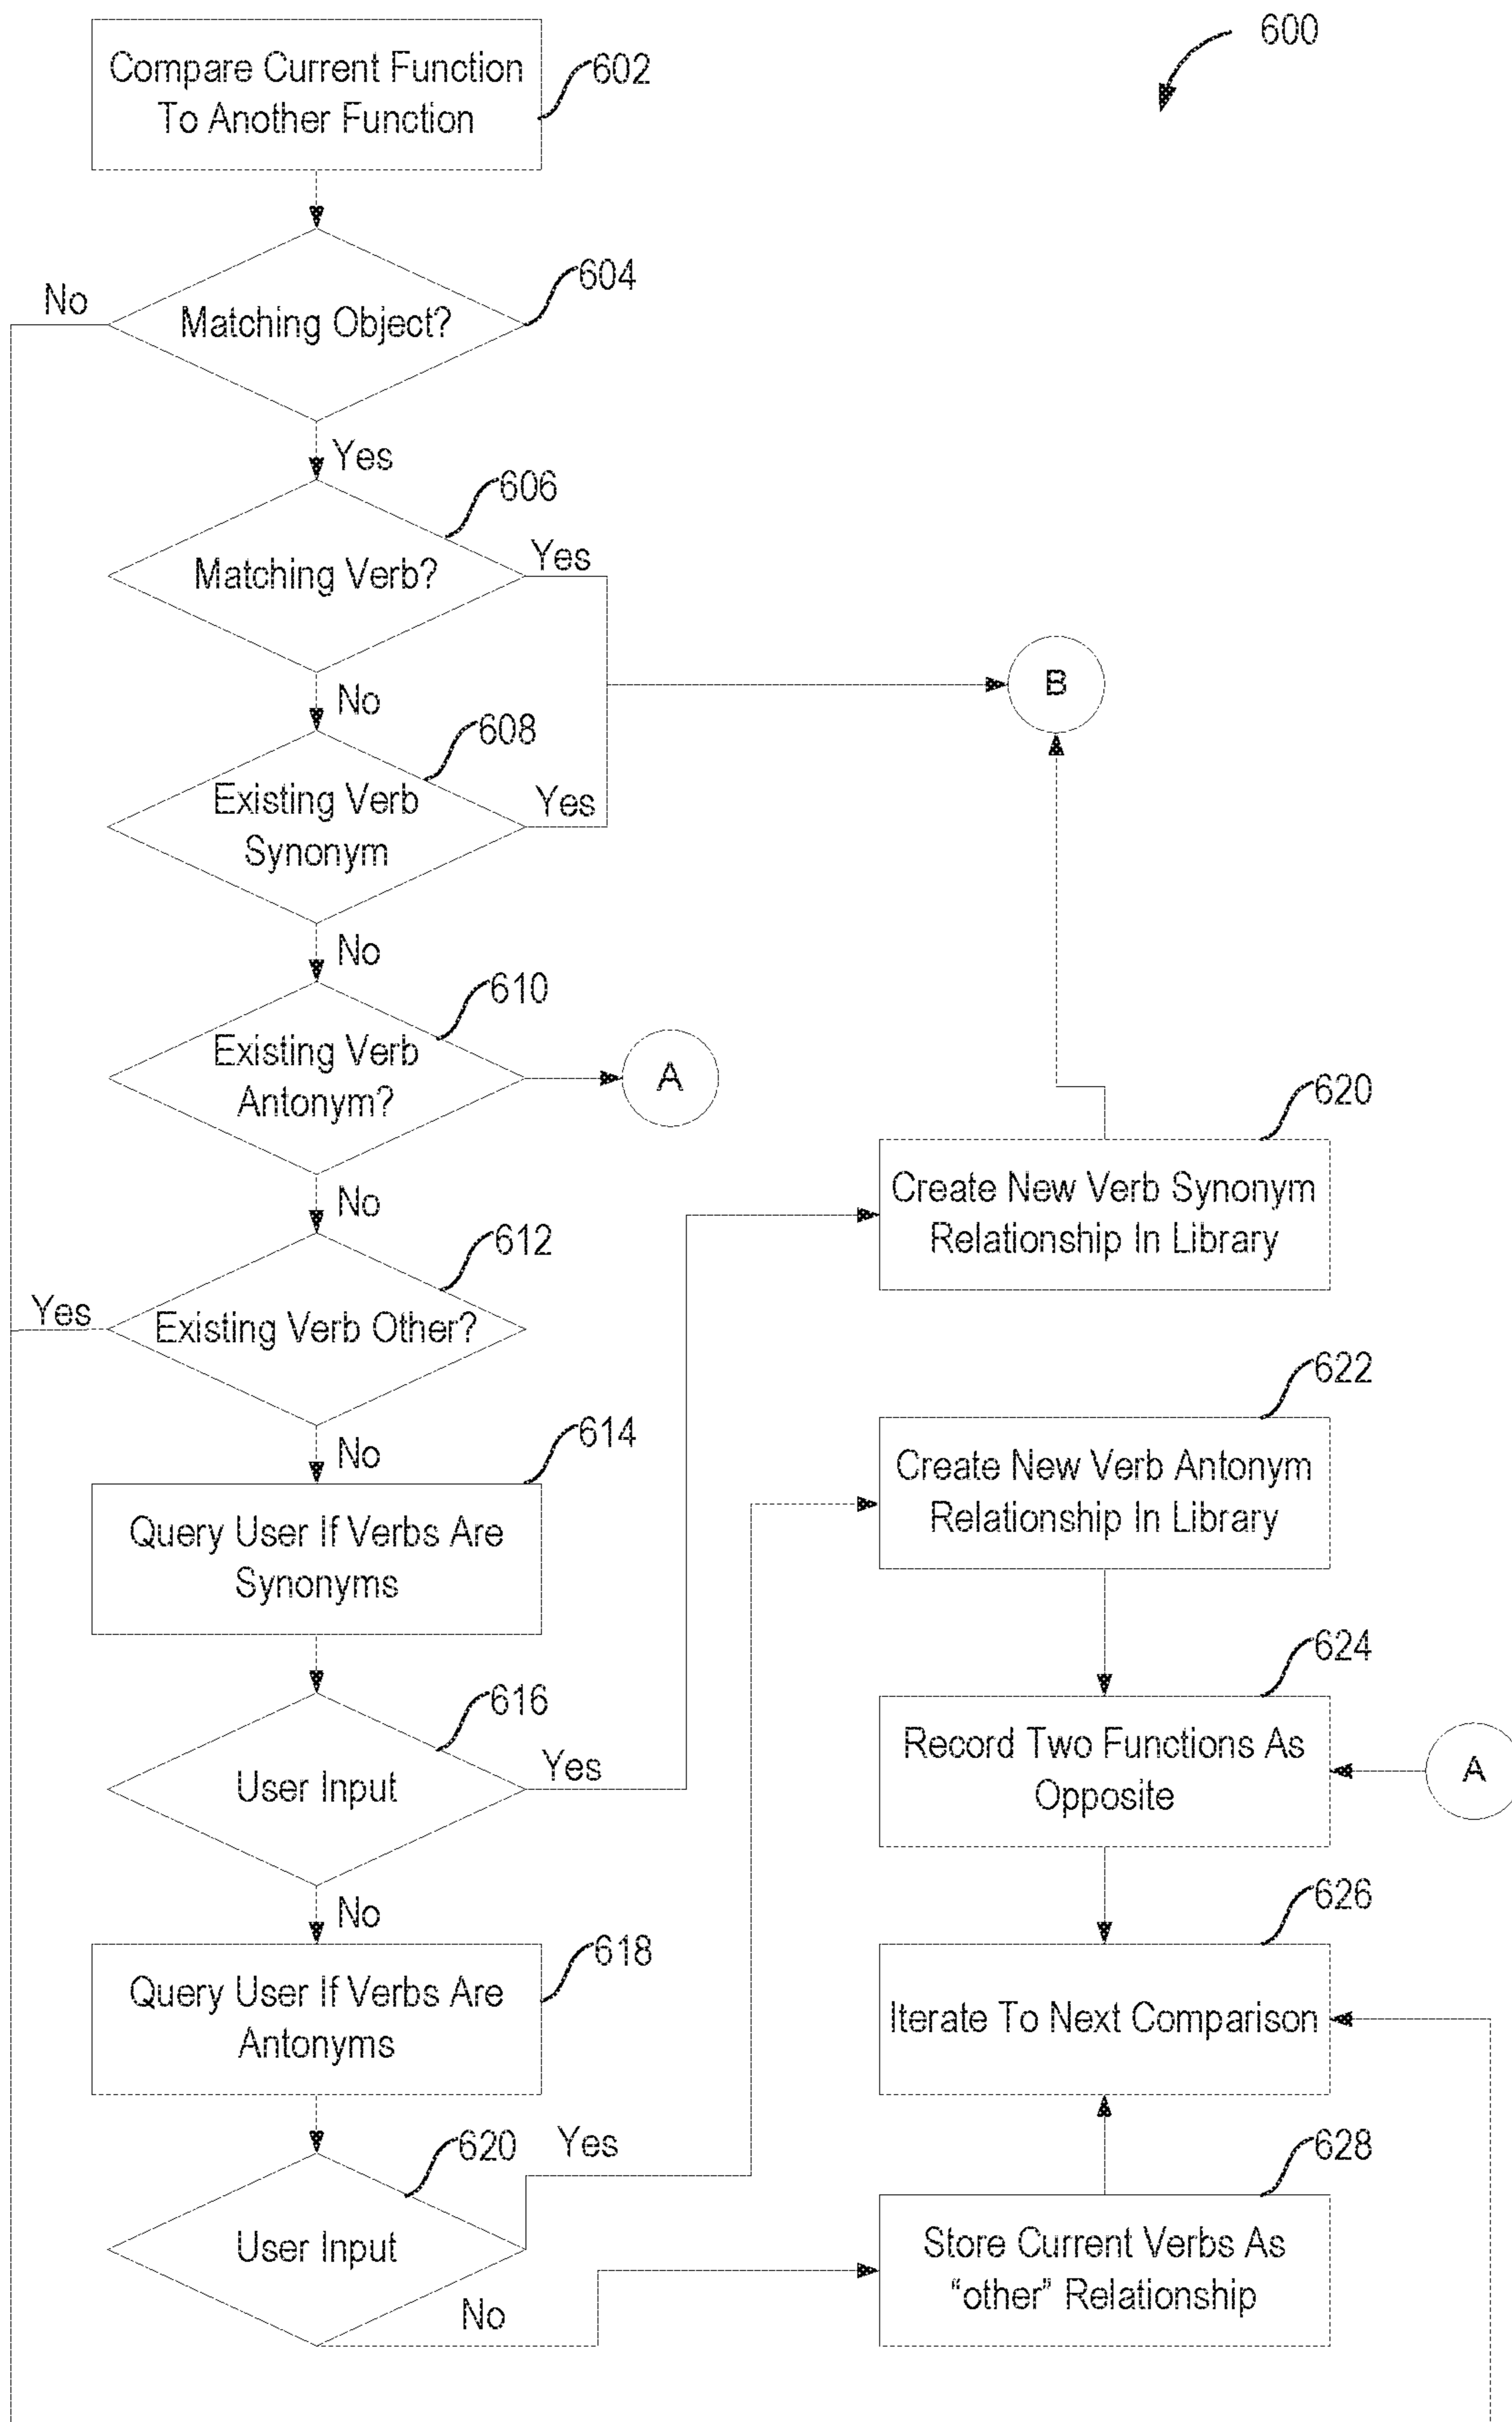 600
Compare Current Function
To Another Function
602
Matching Object?
604
No
Yes
Matching Verb?
606
Yes
No
B
Existing Verb
Synonym
608
Yes
No
Existing Verb
Antonym?
610
A
No
Existing Verb Other?
612
Yes
No
Query User If Verbs Are
Synonyms
614
User Input
616
Yes
No
Query User If Verbs Are
Antonyms
618
User Input
620
Yes
No
Create New Verb Synonym
Relationship In Library
620
Create New Verb Antonym
Relationship In Library
622
Record Two Functions As
Opposite
624
A
Iterate To Next Comparison
626
Store Current Verbs As
“other” Relationship
628